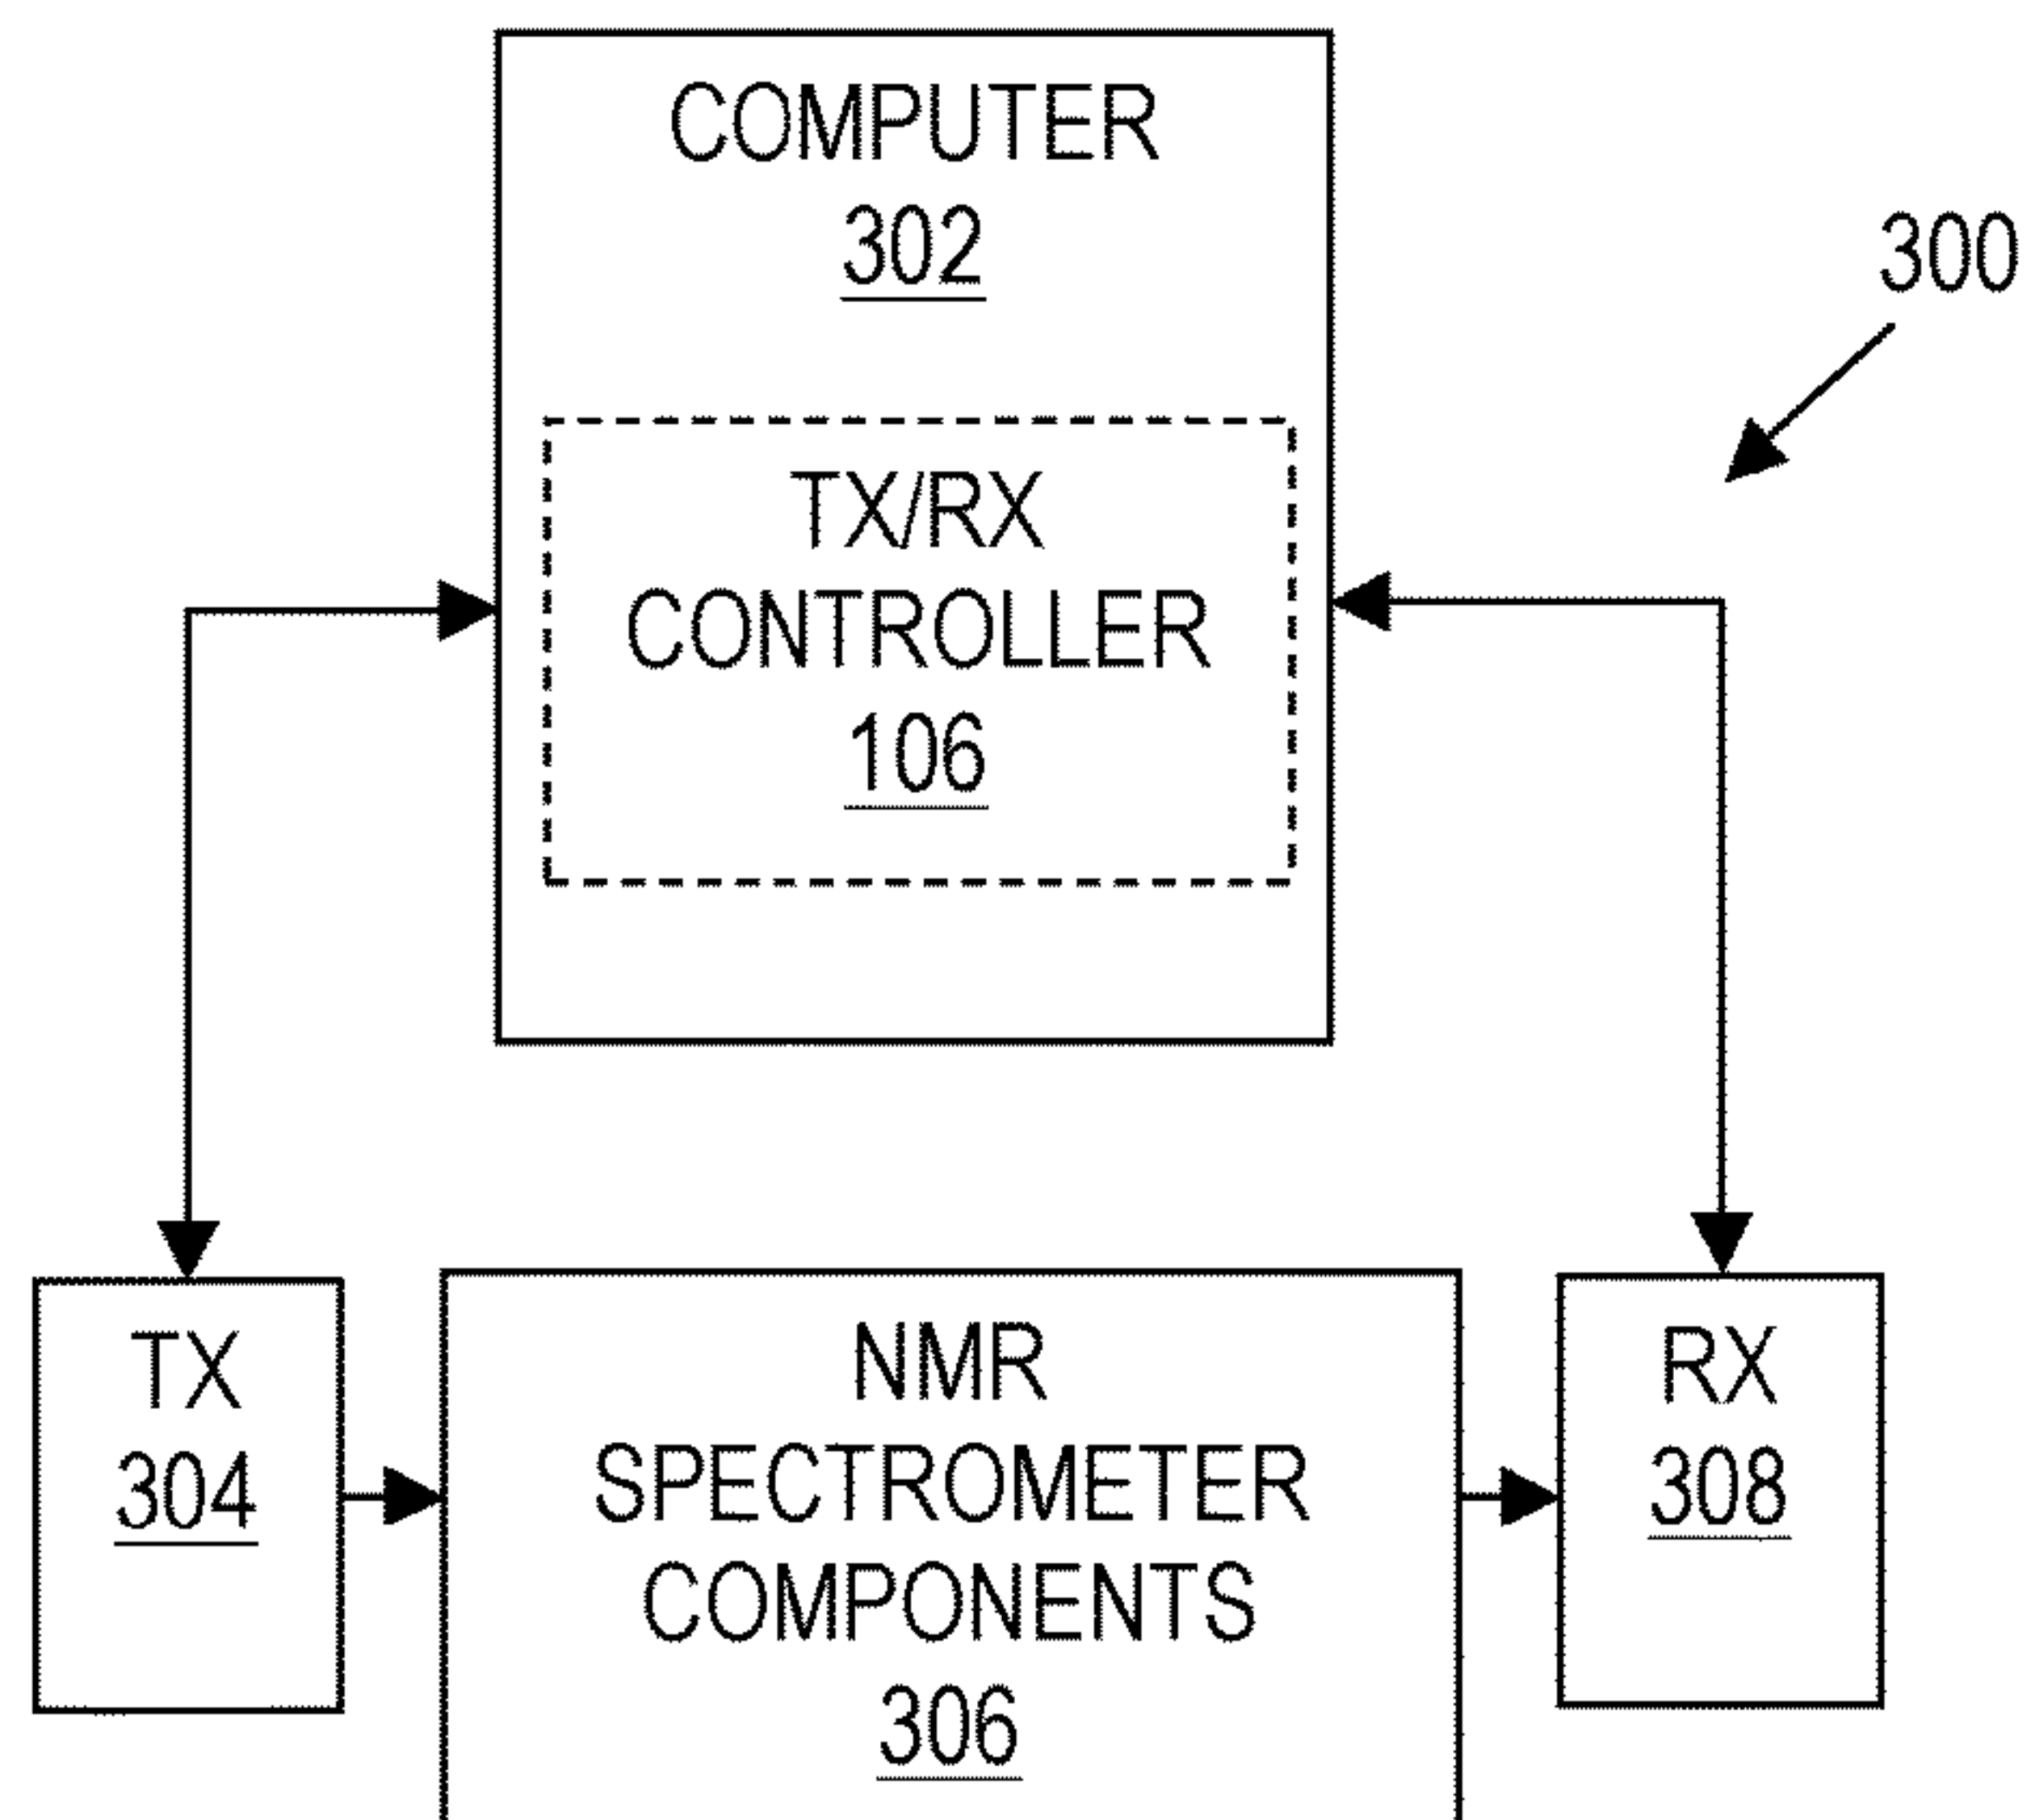 COMPUTER
302
300
TX/RX
CONTROLLER
106
TX
304
NMR
SPECTROMETER
COMPONENTS
306
RX
308